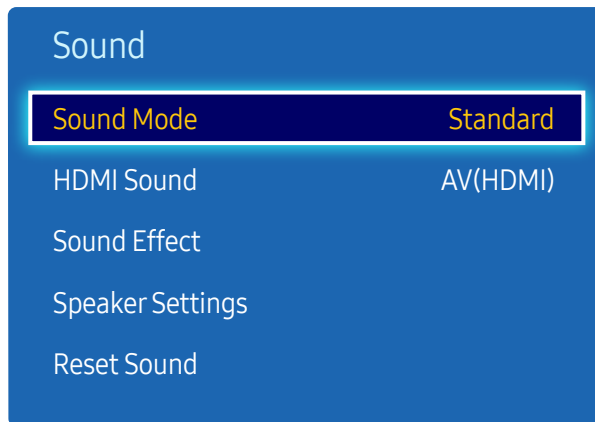 Sound
Sound Mode Standard
HDMI Sound AV(HDMI)
Sound Effect
Speaker Settings
Reset Sound